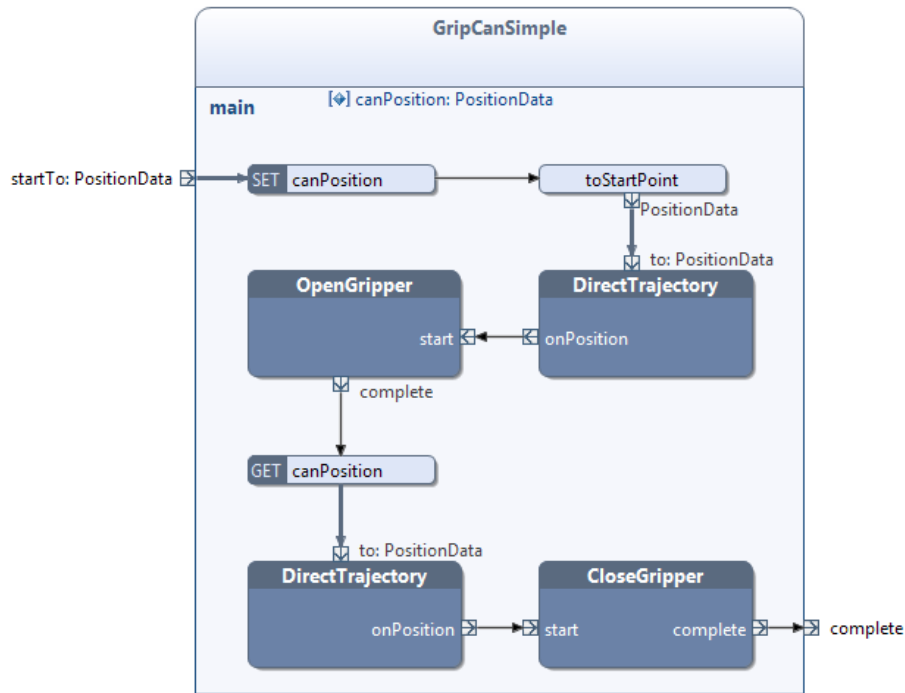 GripCanSimple
main
canPosition: PositionData
startTo: PositionData
SET canPosition
toStartPoint
PositionData
to: PositionData
OpenGripper
DirectTrajectory
start
onPosition
complete
GET canPosition
to: PositionData
DirectTrajectory
CloseGripper
onPosition
start
complete
complete